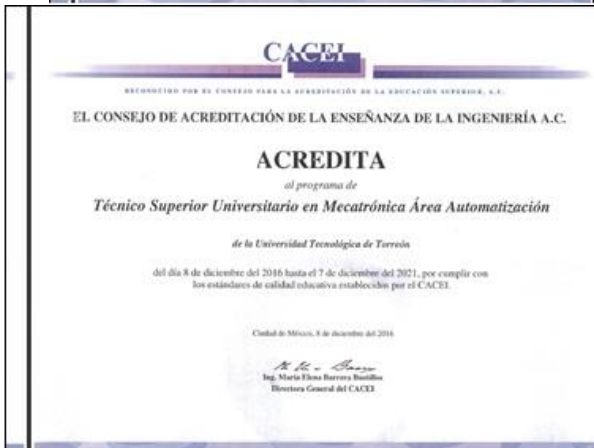 CACEI
RECONOCIDO POR EL CONSEJO PARA LA ACREDITACIÓN DE LA EDUCACIÓN SUPERIOR, A.C.
EL CONSEJO DE ACREDITACIÓN DE LA ENSEÑANZA DE LA INGENIERÍA A.C.
ACREDITA
al programa de
Técnico Superior Universitario en Mecatrónica Área Automatización
de la Universidad Tecnológica de Torreón
del día 8 de diciembre del 2016 hasta el 7 de diciembre del 2021, por cumplir con
los estándares de calidad educativa establecidos por el CACEI.
Ciudad de México, 8 de diciembre del 2016
Ing. María Elena Barrera Bustillos
Directora General del CACEI